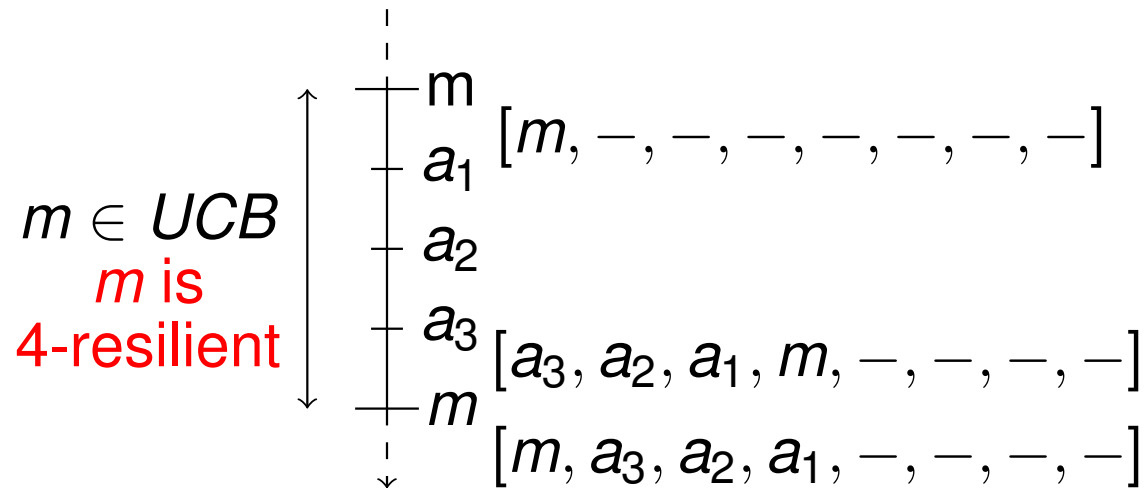 m
[m, −, −, −, −, −, −, −]
a₁
m ∈ UCB
a₂
m is
4-resilient
a₃
[a₃, a₂, a₁, m, −, −, −, −]
m
[m, a₃, a₂, a₁, −, −, −, −]